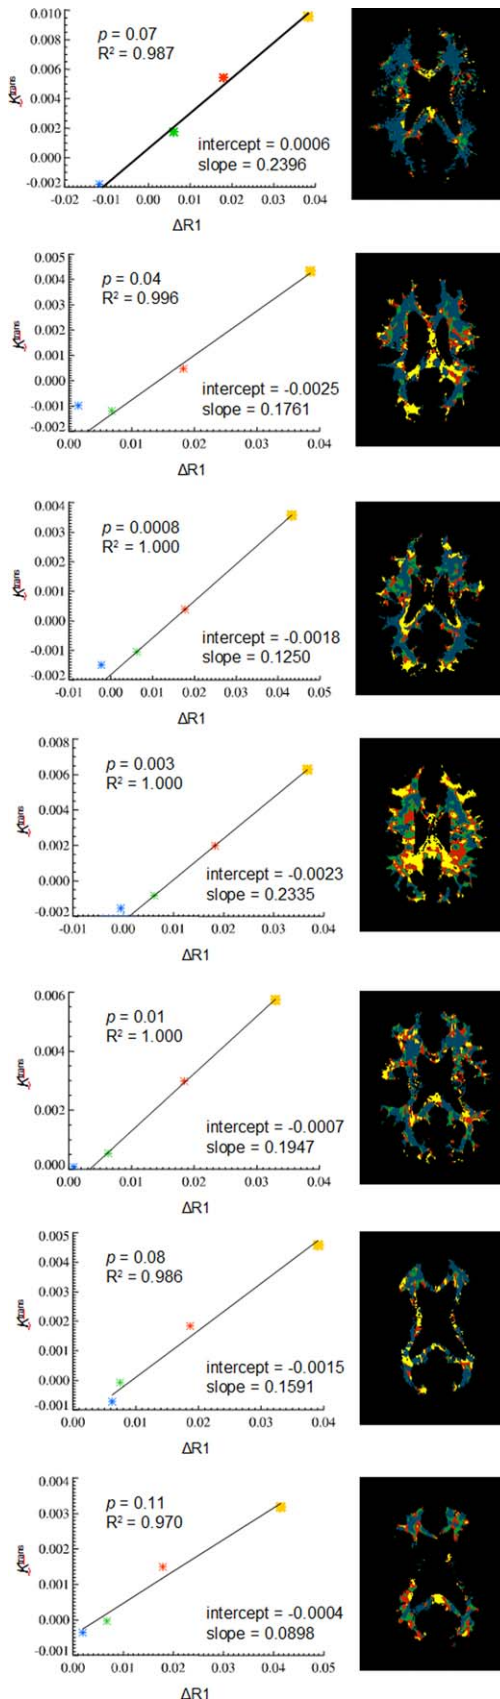 0.010
0.008
0.006
0.004
0.002
0.000
-0.002
Ktrans
p = 0.07
R² = 0.987
intercept = 0.0006
slope = 0.2396
-0.02 -0.01 0.00 0.01 0.02 0.03 0.04
ΔR1
0.005
0.004
0.003
0.002
0.001
0.000
-0.001
-0.002
Ktrans
p = 0.04
R² = 0.996
intercept = -0.0025
slope = 0.1761
0.00 0.01 0.02 0.03 0.04
ΔR1
0.004
0.003
0.002
0.001
0.000
-0.001
-0.002
Ktrans
p = 0.0008
R² = 1.000
intercept = -0.0018
slope = 0.1250
-0.01 0.00 0.01 0.02 0.03 0.04 0.05
ΔR1
0.008
0.006
0.004
0.002
0.000
-0.002
Ktrans
p = 0.003
R² = 1.000
intercept = -0.0023
slope = 0.2335
-0.01 0.00 0.01 0.02 0.03 0.04
ΔR1
0.006
0.004
0.002
0.000
Ktrans
p = 0.01
R² = 1.000
intercept = -0.0007
slope = 0.1947
0.00 0.01 0.02 0.03 0.04
ΔR1
0.005
0.004
0.003
0.002
0.001
0.000
-0.001
Ktrans
p = 0.08
R² = 0.986
intercept = -0.0015
slope = 0.1591
0.00 0.01 0.02 0.03 0.04
ΔR1
0.004
0.003
0.002
0.001
0.000
-0.001
Ktrans
p = 0.11
R² = 0.970
intercept = -0.0004
slope = 0.0898
0.00 0.01 0.02 0.03 0.04 0.05
ΔR1